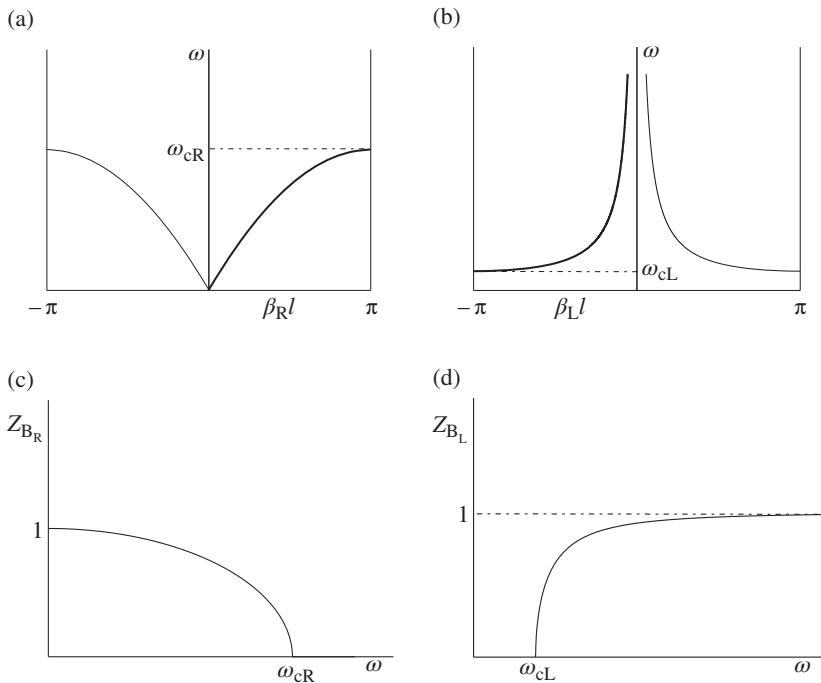 (a)
ω
ω_cR
−π
β_R l
π
(b)
ω
ω_cL
−π
β_L l
π
(c)
Z_B_R
1
ω_cR
ω
(d)
Z_B_L
1
ω_cL
ω